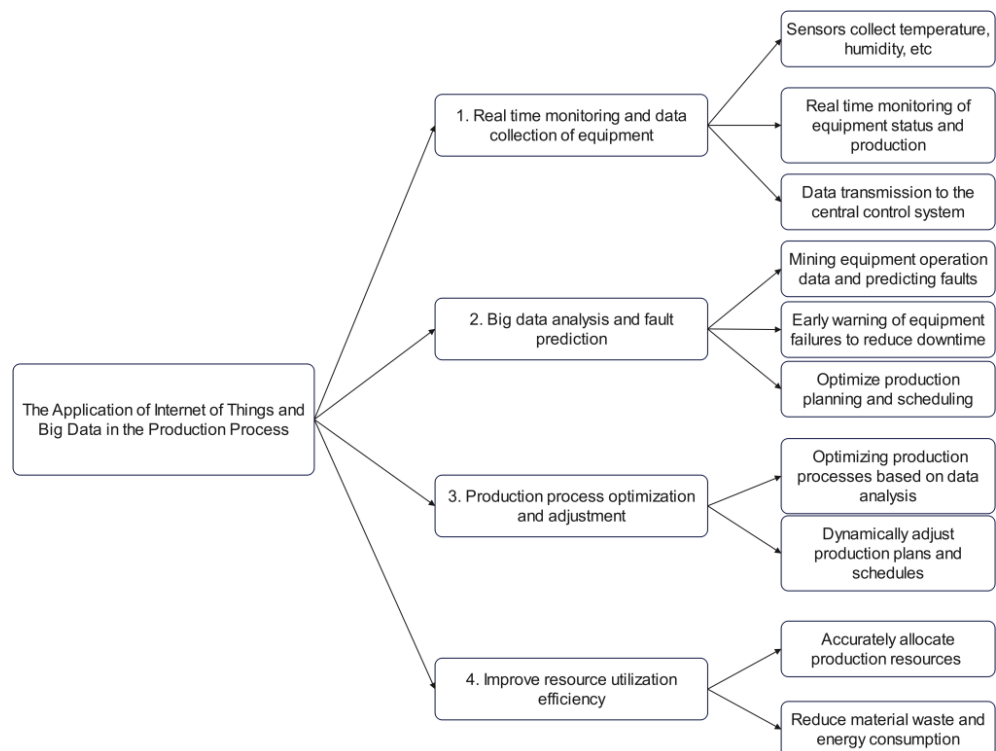 The Application of Internet of Things and
Big Data in the Production Process
1. Real time monitoring and data
collection of equipment
Sensors collect temperature,
humidity, etc
Real time monitoring of
equipment status and
production
Data transmission to the
central control system
2. Big data analysis and fault
prediction
Mining equipment operation
data and predicting faults
Early warning of equipment
failures to reduce downtime
Optimize production
planning and scheduling
3. Production process optimization
and adjustment
Optimizing production
processes based on data
analysis
Dynamically adjust
production plans and
schedules
4. Improve resource utilization
efficiency
Accurately allocate
production resources
Reduce material waste and
energy consumption